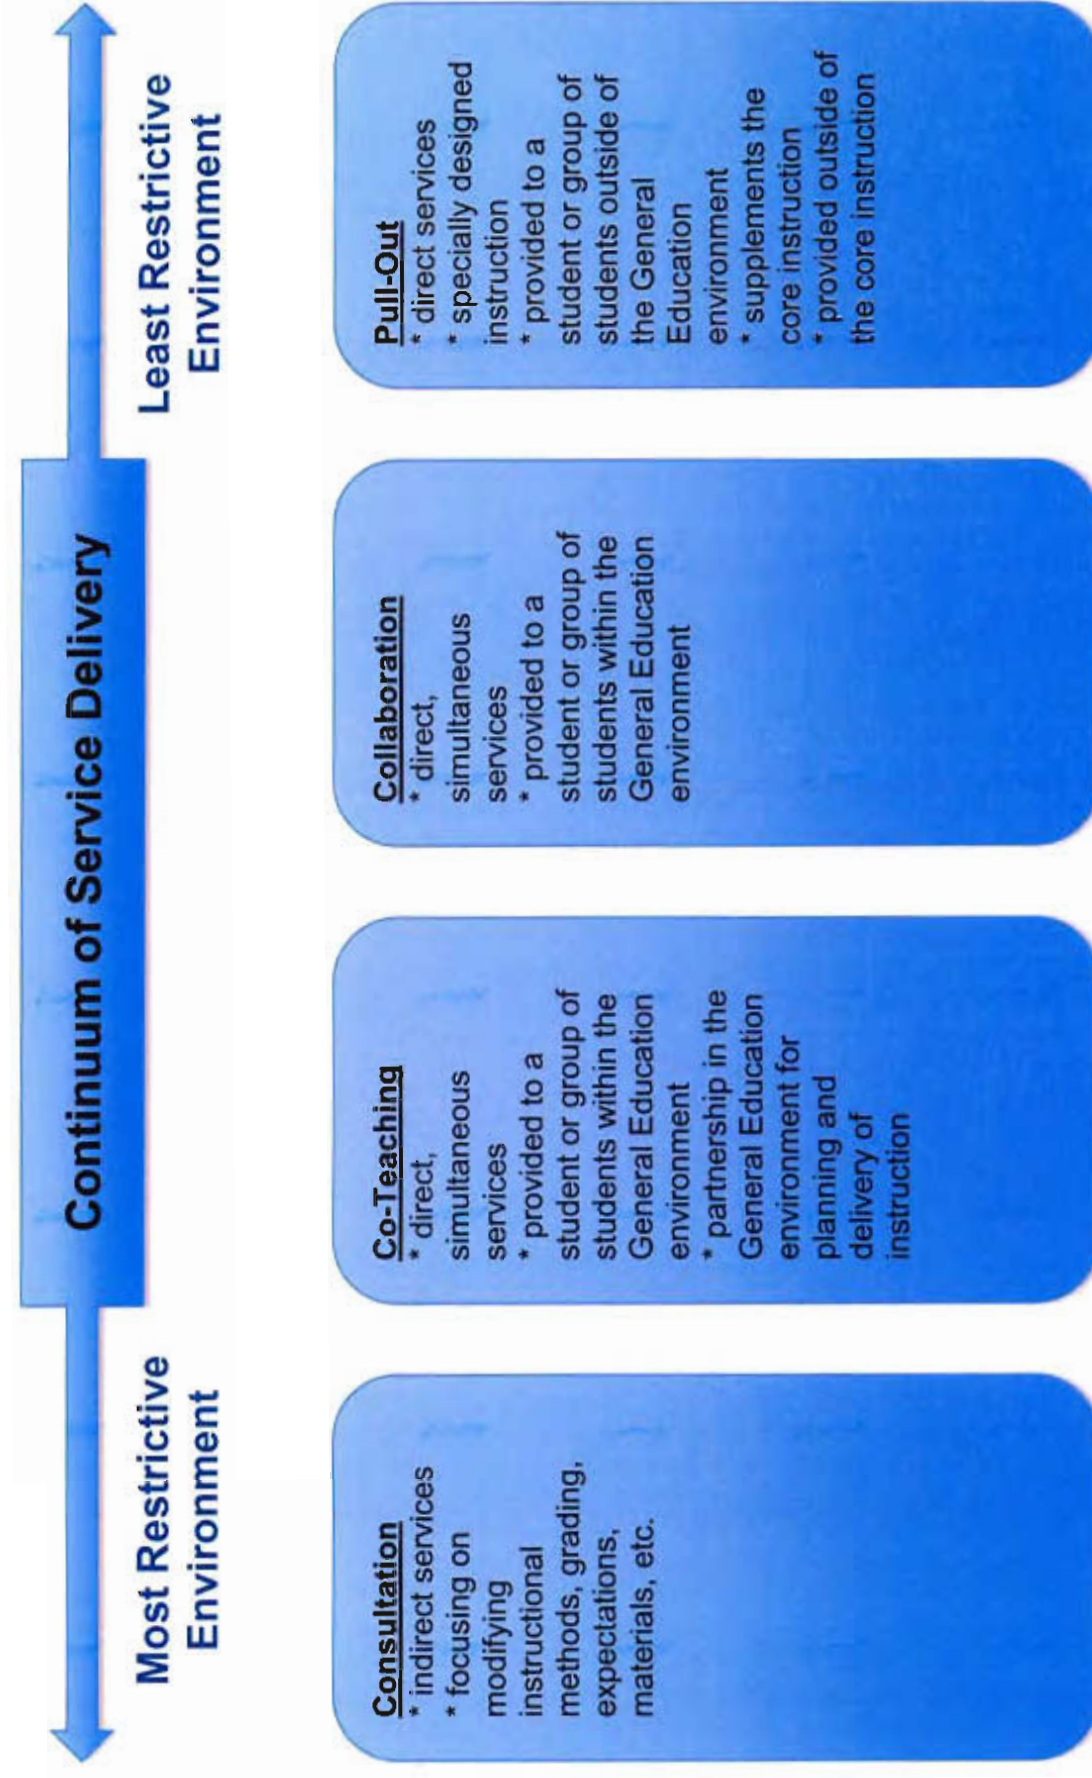 Continuum of Service Delivery
Most Restrictive
Environment
Least Restrictive
Environment
Consultation
* indirect services
* focusing on
modifying
instructional
methods, grading,
expectations,
materials, etc.
Co-Teaching
* direct,
simultaneous
services
* provided to a
student or group of
students within the
General Education
environment
* partnership in the
General Education
environment for
planning and
delivery of
instruction
Collaboration
* direct,
simultaneous
services
* provided to a
student or group of
students within the
General Education
environment
Pull-Out
* direct services
* specially designed
instruction
* provided to a
student or group of
students outside of
the General
Education
environment
* supplements the
core instruction
* provided outside of
the core instruction